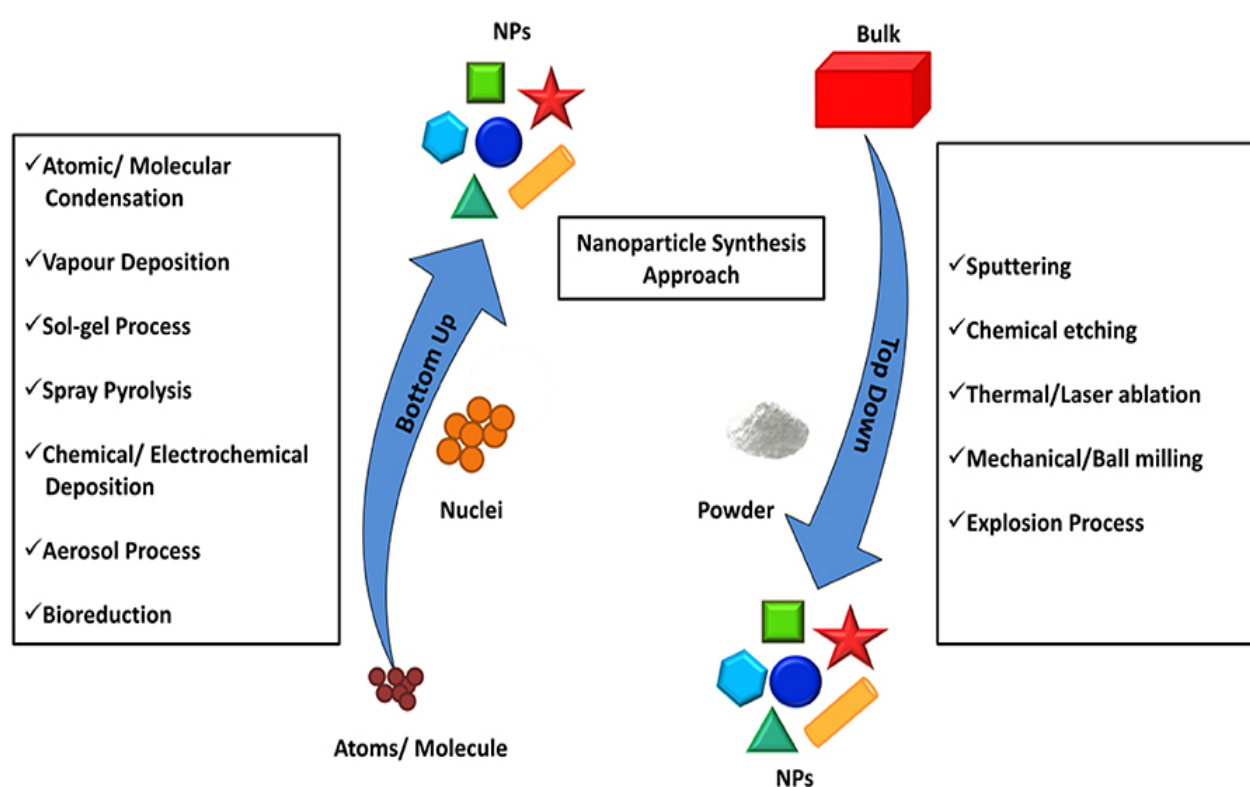 NPs
Bulk
✓Atomic/ Molecular
Condensation
✓Vapour Deposition
✓Sol-gel Process
✓Spray Pyrolysis
✓Chemical/ Electrochemical
Deposition
✓Aerosol Process
✓Bioreduction
Bottom Up
Nuclei
Atoms/ Molecule
Nanoparticle Synthesis
Approach
Top Down
Powder
NPs
✓Sputtering
✓Chemical etching
✓Thermal/Laser ablation
✓Mechanical/Ball milling
✓Explosion Process